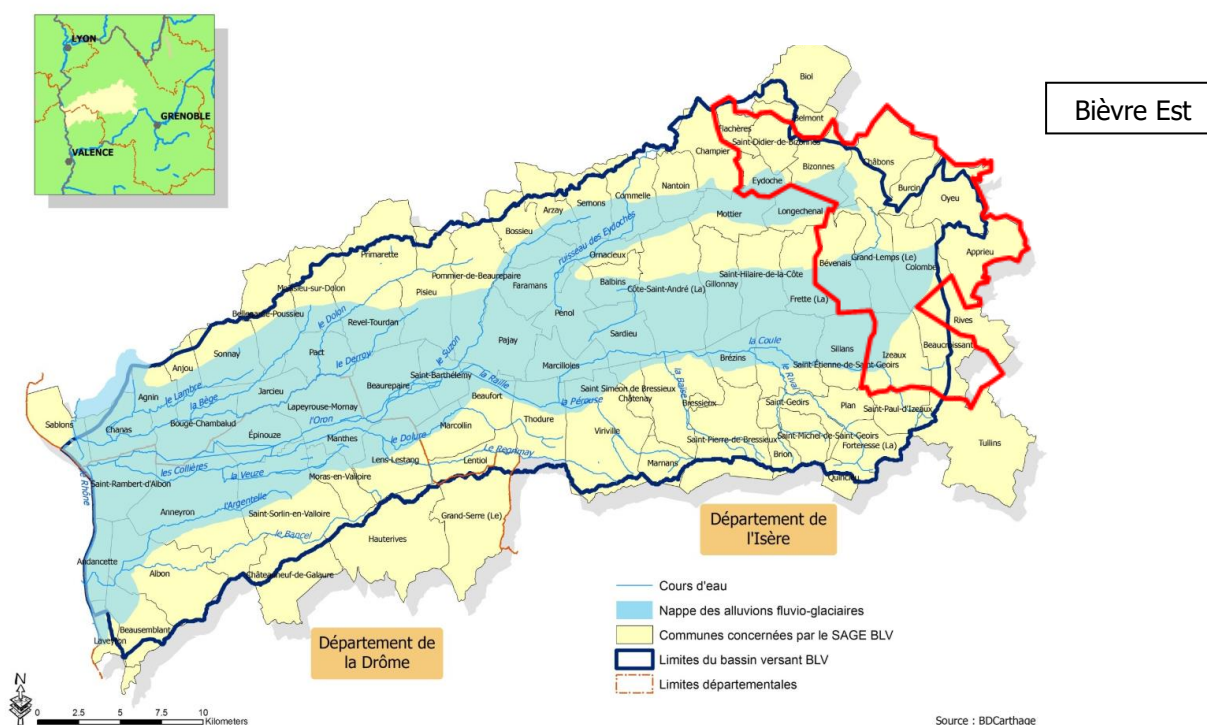 LYON
GRENOBLE
VALENCE
Bièvre Est
Biol
Belmont
Flachères
Saint-Didier-de-Bizonnes
Champier
Bizonnes
Châbons
Eydoche
Burcin
Oyeu
Nantoin
Commelle
Semons
Arzay
Mottier
Longechenal
Bossieu
ruisseau des Eydoches
Apprieu
Primarette
Ornacieux
Bévenais
Grand-Lemps (Le)
Colombe
Pommier-de-Beaurepaire
Faramans
Balbins
Saint-Hilaire-de-la-Côte
Côte-Saint-André (La)
Gillonnay
Moissieu-sur-Dolon
Pisieu
Frette (La)
Bellegarde-Poussieu
le Dolon
Penol
Rives
Revel-Tourdan
Sardieu
Beaucroissant
Sonnay
Pact
le Derroy
Pajay
la Coule
Sillans
Izeaux
Anjou
le Suzon
Marcilloles
Brézins
Saint-Étienne-de-Saint-Geoirs
le Lambre
Saint-Barthélemy
la Raille
Agnin
la Bège
Jarcieu
Beaurepaire
Saint Siméon de Bressieux
la Baïse
le Rival
Beaufort
la Pérouse
Châtenay
Bressieux
Saint-Geoirs
Plan
Saint-Paul-d'Izeaux
Lapeyrouse-Mornay
Sablons
Chanas
Bougé-Chambalud
l'Oron
Marcollin
Thodure
Viriville
Épinouze
Manthes
le Dolure
Saint-Pierre-de-Bressieux
Saint-Michel-de-Saint-Geoirs
Forteresse (La)
Tullins
les Collières
Lens-Lestang
Lentiol
Le Regrimay
Brion
le Rhône
la Veuze
Marnans
Quincieu
Saint-Rambert-d'Albon
Moras-en-Valloire
l'Argentelle
Anneyron
Saint-Sorlin-en-Valloire
Grand-Serre (Le)
le Bancel
Hauterives
Andancette
Albon
Châteauneuf-de-Galaure
Beausemblant
Laveyron
Département de
l'Isère
Département de
la Drôme
Cours d'eau
Nappe des alluvions fluvio-glaciaires
Communes concernées par le SAGE BLV
Limites du bassin versant BLV
Limites départementales
N
0 2.5 5 7.5 10
Kilometers
Source : BDCarthage